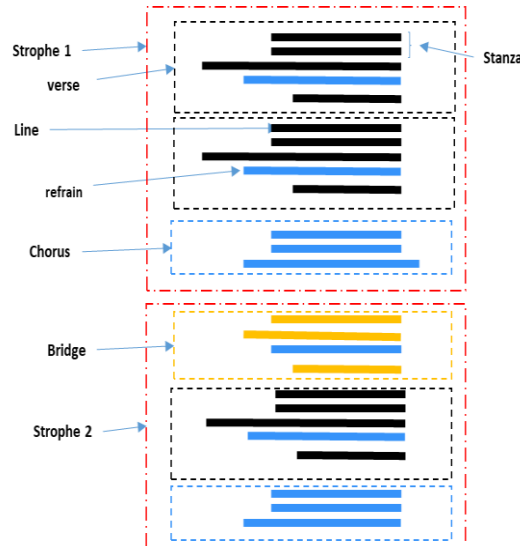 Strophe 1
Stanza
verse
Line
refrain
Chorus
Bridge
Strophe 2